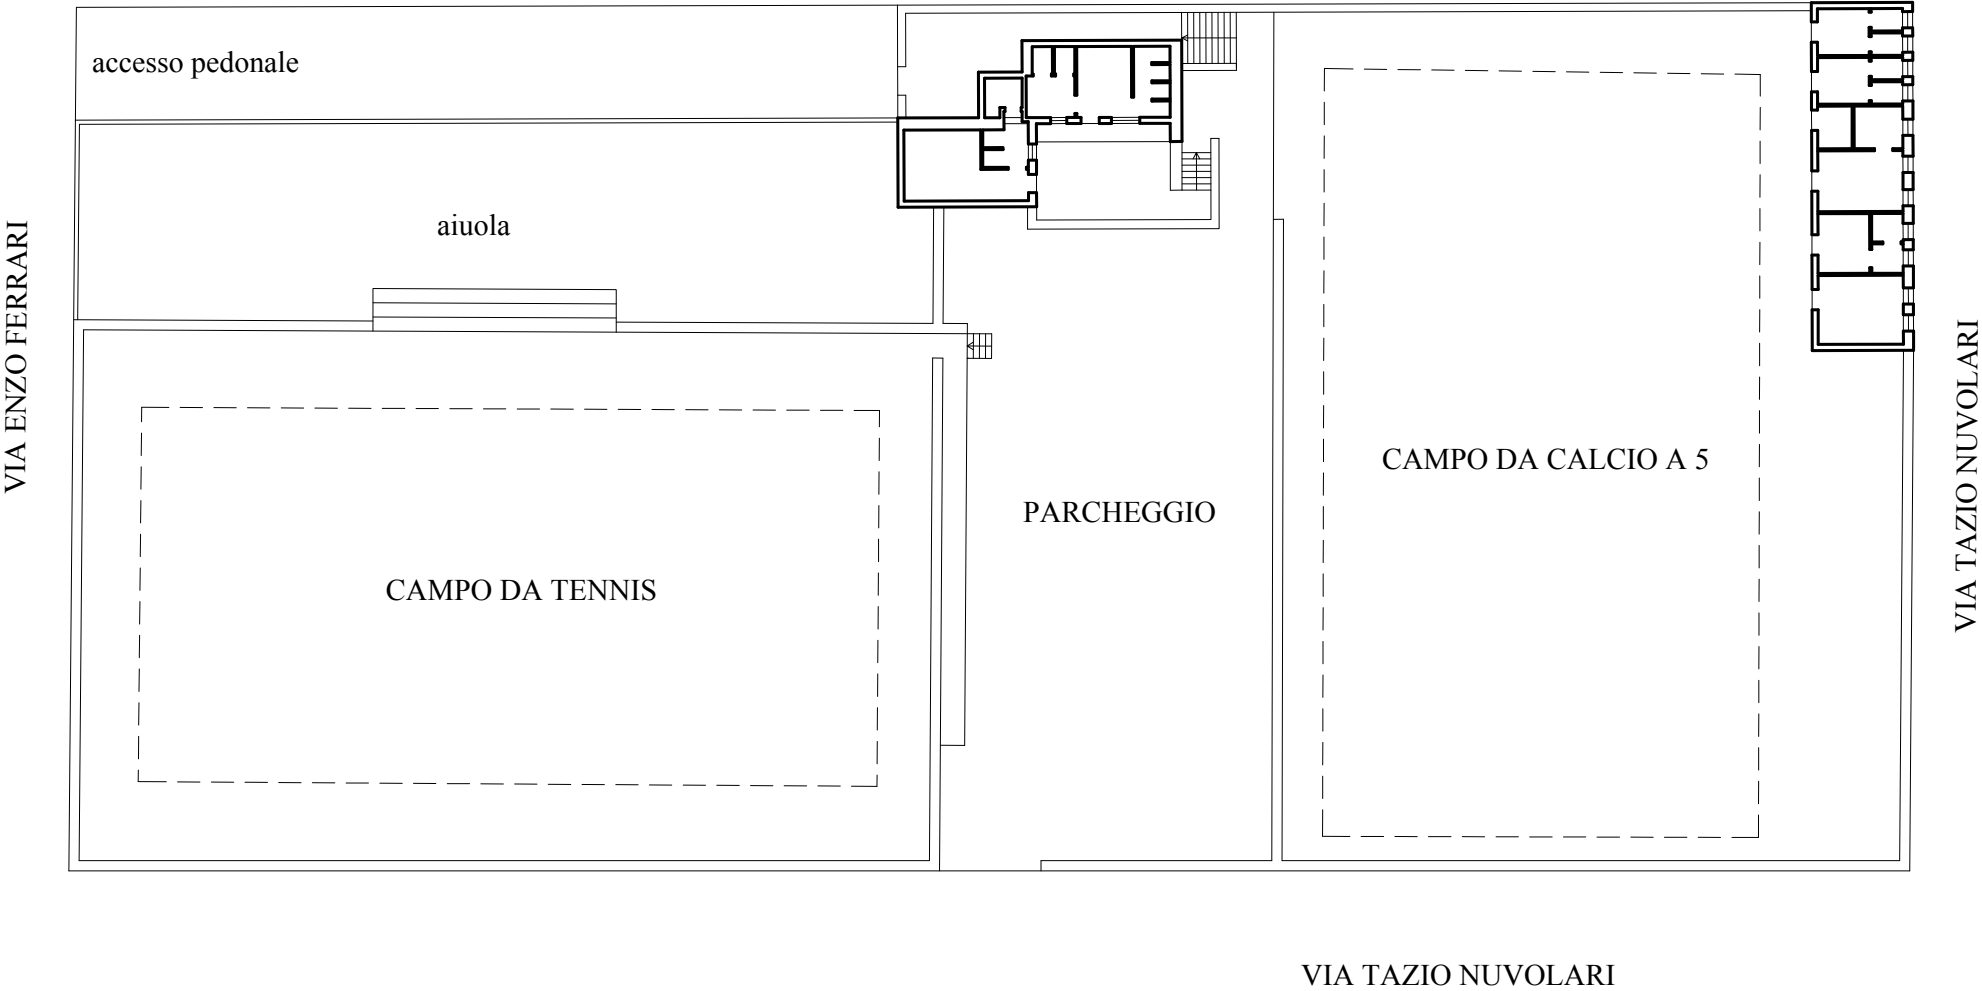 accesso pedonale
aiuola
VIA ENZO FERRARI
VIA TAZIO NUVOLARI
CAMPO DA CALCIO A 5
PARCHEGGIO
CAMPO DA TENNIS
VIA TAZIO NUVOLARI